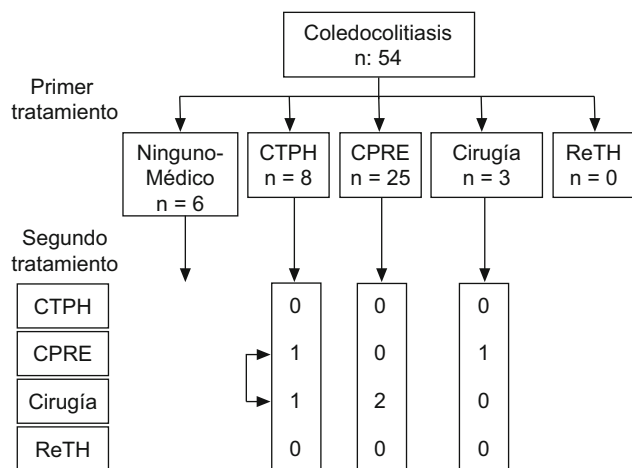 Coledocolitiasis
n: 54
Primer
tratamiento
Ninguno-
Médico
n = 6
CTPH
n = 8
CPRE
n = 25
Cirugía
n = 3
ReTH
n = 0
Segundo
tratamiento
CTPH 0 0 0
CPRE 1 0 1
Cirugía 1 2 0
ReTH 0 0 0